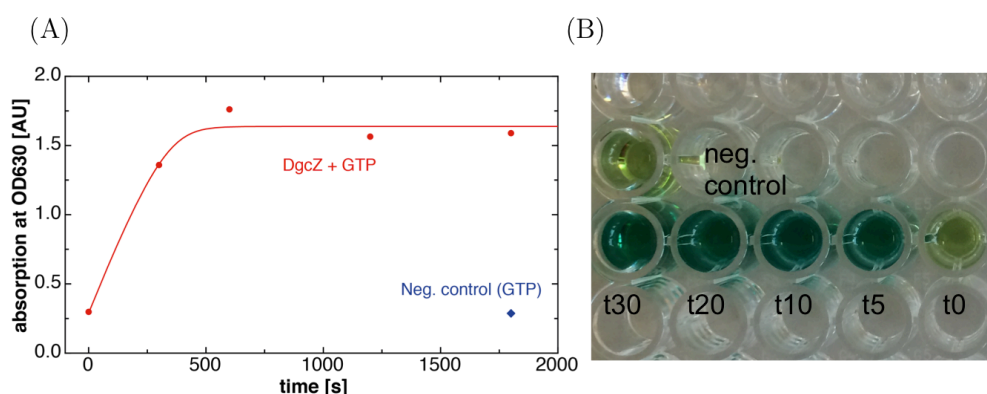 (A)
(B)
absorption at OD630 [AU]
2.0
1.5
1.0
0.5
0.0
DgcZ + GTP
Neg. control (GTP)
0
500
1000
1500
2000
time [s]
neg.
control
t30 t20 t10 t5 t0